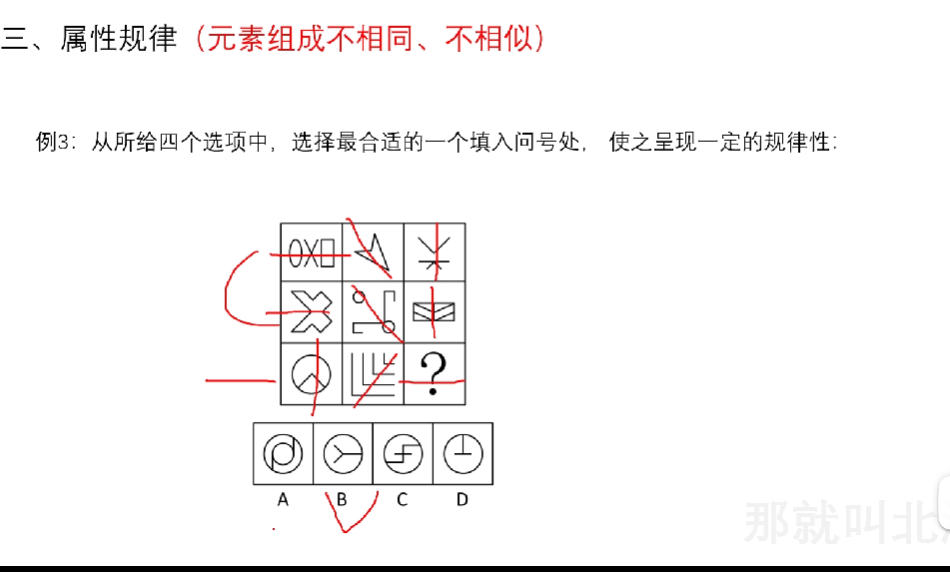 三、属性规律（元素组成不相同、不相似）
例3：从所给四个选项中，选择最合适的一个填入问号处， 使之呈现一定的规律性：
?
A B C D
那就叫北